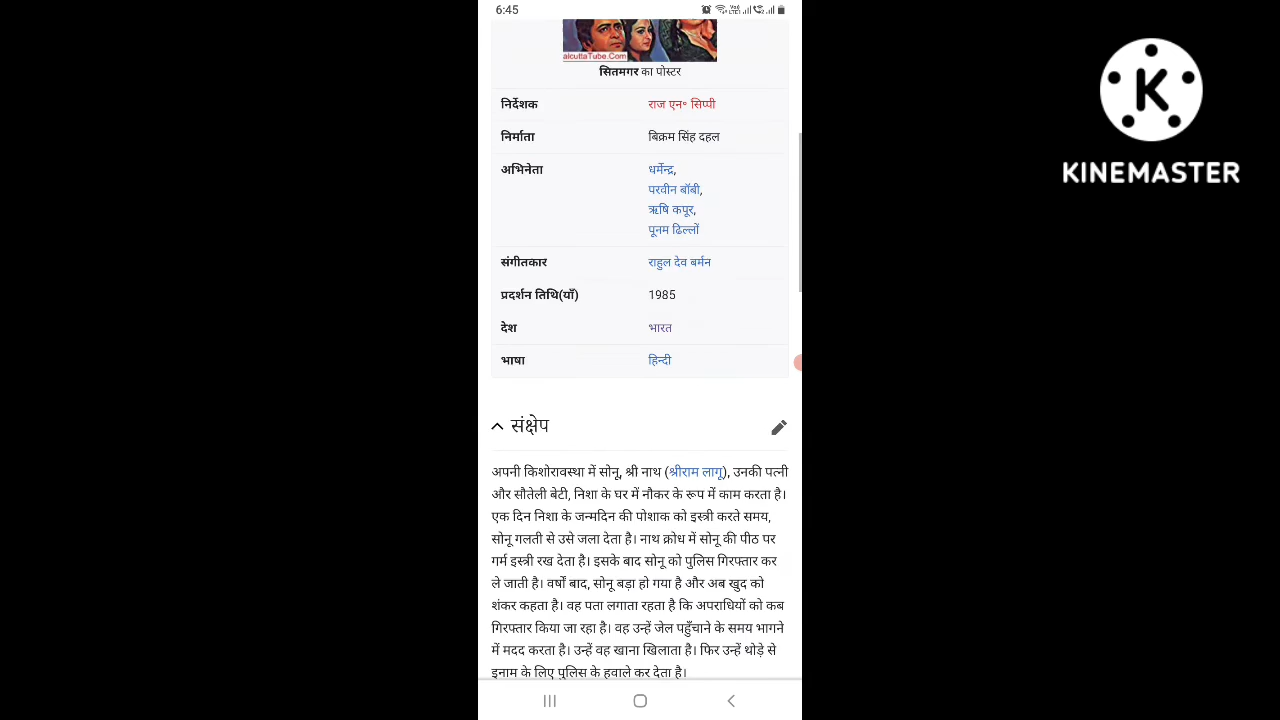 6:45
alcuttaTube.Com
सितमगर का पोस्टर
निर्देशक राज एन॰ सिप्पी
निर्माता बिक्रम सिंह दहल
अभिनेता धर्मेन्द्र,
परवीन बॉबी,
ऋषि कपूर,
पूनम ढिल्लों
संगीतकार राहुल देव बर्मन
प्रदर्शन तिथि(याँ) 1985
देश भारत
भाषा हिन्दी
संक्षेप
अपनी किशोरावस्था में सोनू, श्री नाथ (श्रीराम लागू), उनकी पत्नी
और सौतेली बेटी, निशा के घर में नौकर के रूप में काम करता है।
एक दिन निशा के जन्मदिन की पोशाक को इस्त्री करते समय,
सोनू गलती से उसे जला देता है। नाथ क्रोध में सोनू की पीठ पर
गर्म इस्त्री रख देता है। इसके बाद सोनू को पुलिस गिरफ्तार कर
ले जाती है। वर्षों बाद, सोनू बड़ा हो गया है और अब खुद को
शंकर कहता है। वह पता लगाता रहता है कि अपराधियों को कब
गिरफ्तार किया जा रहा है। वह उन्हें जेल पहुँचाने के समय भागने
में मदद करता है। उन्हें वह खाना खिलाता है। फिर उन्हें थोड़े से
इनाम के लिए पुलिस के हवाले कर देता है।
K
KINEMASTER